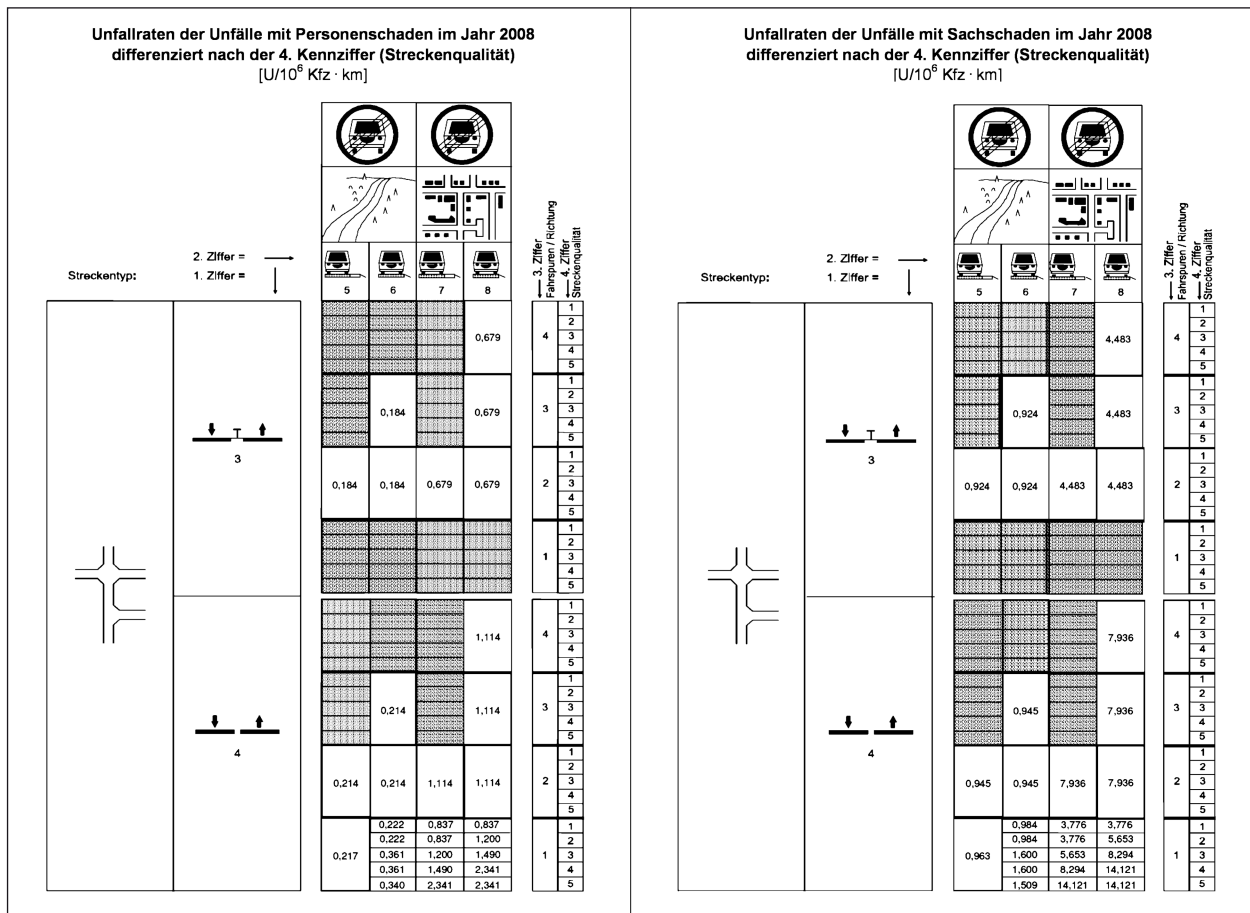 Unfallraten der Unfälle mit Personenschaden im Jahr 2008
differenziert nach der 4. Kennziffer (Streckenqualität)
[U/10⁶ Kfz · km]
2. Ziffer =
Streckentyp: 1. Ziffer =
5 6 7 8
3. Ziffer
Fahrspuren / Richtung
4. Ziffer
Streckenqualität
3
0,679 4 1 2 3 4 5
0,184 0,679 3 1 2 3 4 5
0,184 0,184 0,679 0,679 2 1 2 3 4 5
1 1 2 3 4 5
4
1,114 4 1 2 3 4 5
0,214 1,114 3 1 2 3 4 5
0,214 0,214 1,114 1,114 2 1 2 3 4 5
0,217 1
0,222 0,837 0,837 1
0,222 0,837 1,200 2
0,361 1,200 1,490 3
0,361 1,490 2,341 4
0,340 2,341 2,341 5
Unfallraten der Unfälle mit Sachschaden im Jahr 2008
differenziert nach der 4. Kennziffer (Streckenqualität)
[U/10⁶ Kfz · km]
2. Ziffer =
Streckentyp: 1. Ziffer =
5 6 7 8
3. Ziffer
Fahrspuren / Richtung
4. Ziffer
Streckenqualität
3
4,483 4 1 2 3 4 5
0,924 4,483 3 1 2 3 4 5
0,924 0,924 4,483 4,483 2 1 2 3 4 5
1 1 2 3 4 5
4
7,936 4 1 2 3 4 5
0,945 7,936 3 1 2 3 4 5
0,945 0,945 7,936 7,936 2 1 2 3 4 5
0,963 1
0,984 3,776 3,776 1
0,984 3,776 5,653 2
1,600 5,653 8,294 3
1,600 8,294 14,121 4
1,509 14,121 14,121 5